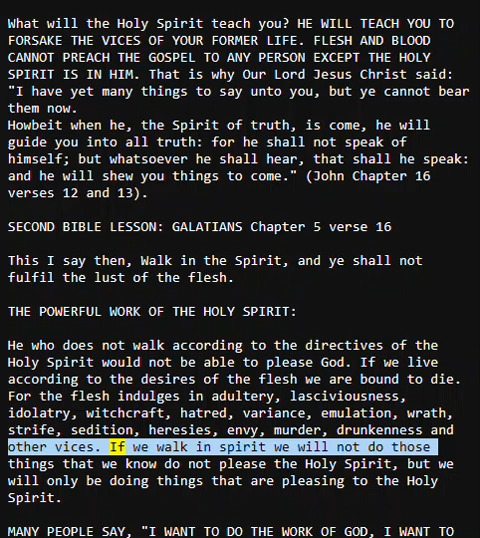 What will the Holy Spirit teach you? HE WILL TEACH YOU TO
FORSAKE THE VICES OF YOUR FORMER LIFE. FLESH AND BLOOD
CANNOT PREACH THE GOSPEL TO ANY PERSON EXCEPT THE HOLY
SPIRIT IS IN HIM. That is why Our Lord Jesus Christ said:
"I have yet many things to say unto you, but ye cannot bear
them now.
Howbeit when he, the Spirit of truth, is come, he will
guide you into all truth: for he shall not speak of
himself; but whatsoever he shall hear, that shall he speak:
and he will shew you things to come." (John Chapter 16
verses 12 and 13).
SECOND BIBLE LESSON: GALATIANS Chapter 5 verse 16
This I say then, Walk in the Spirit, and ye shall not
fulfil the lust of the flesh.
THE POWERFUL WORK OF THE HOLY SPIRIT:
He who does not walk according to the directives of the
Holy Spirit would not be able to please God. If we live
according to the desires of the flesh we are bound to die.
For the flesh indulges in adultery, lasciviousness,
idolatry, witchcraft, hatred, variance, emulation, wrath,
strife, sedition, heresies, envy, murder, drunkenness and
other vices. If we walk in spirit we will not do those
things that we know do not please the Holy Spirit, but we
will only be doing things that are pleasing to the Holy
Spirit.
MANY PEOPLE SAY, "I WANT TO DO THE WORK OF GOD, I WANT TO